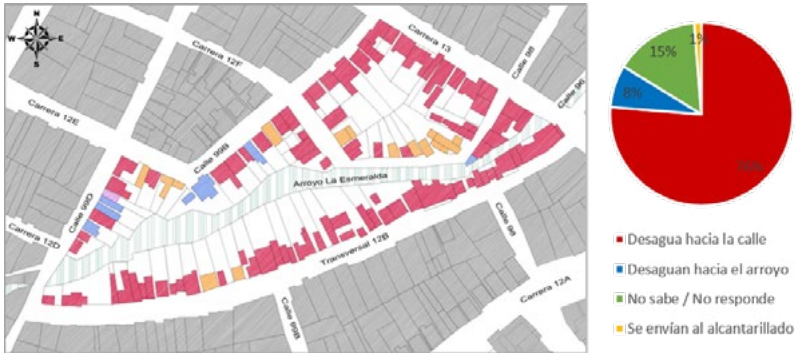 N
W E
S
Carrera 13
Calle 98
Calle 96
Carrera 12F
Carrera 12E
Calle 99B
Arroyo La Esmeralda
Calle 99D
Carrera 12D
Transversal 12B
Calle 98
Carrera 12A
Calle 99B
1%
15%
8%
76%
Desagua hacia la calle
Desaguan hacia el arroyo
No sabe / No responde
Se envían al alcantarillado